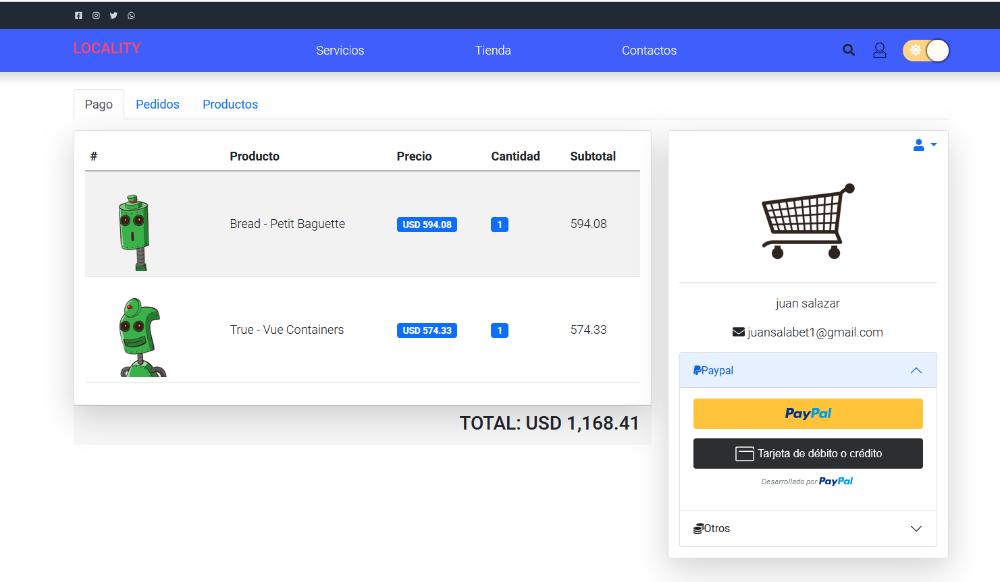 LOCALITY Servicios Tienda Contactos
Pago Pedidos Productos
# Producto Precio Cantidad Subtotal
Bread - Petit Baguette USD 594.08 1 594.08
True - Vue Containers USD 574.33 1 574.33
TOTAL: USD 1,168.41
juan salazar
juansalabet1@gmail.com
Paypal
PayPal
Tarjeta de débito o crédito
Desarrollado por PayPal
Otros